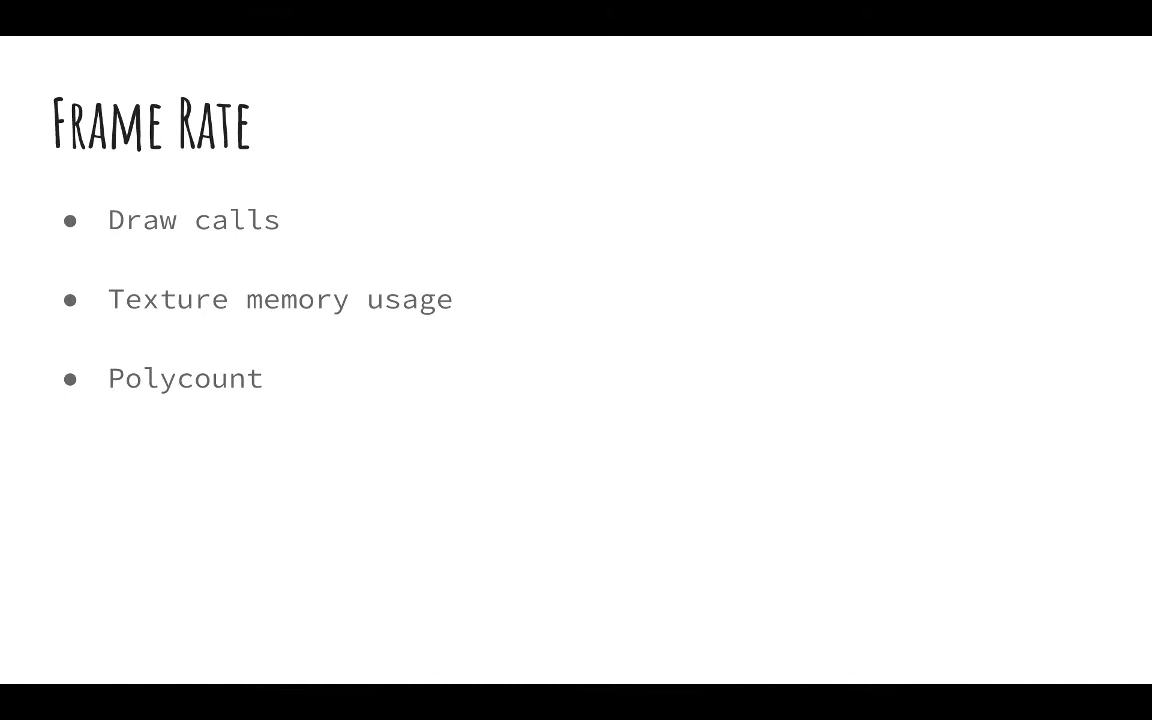 Frame Rate
● Draw calls
● Texture memory usage
● Polycount